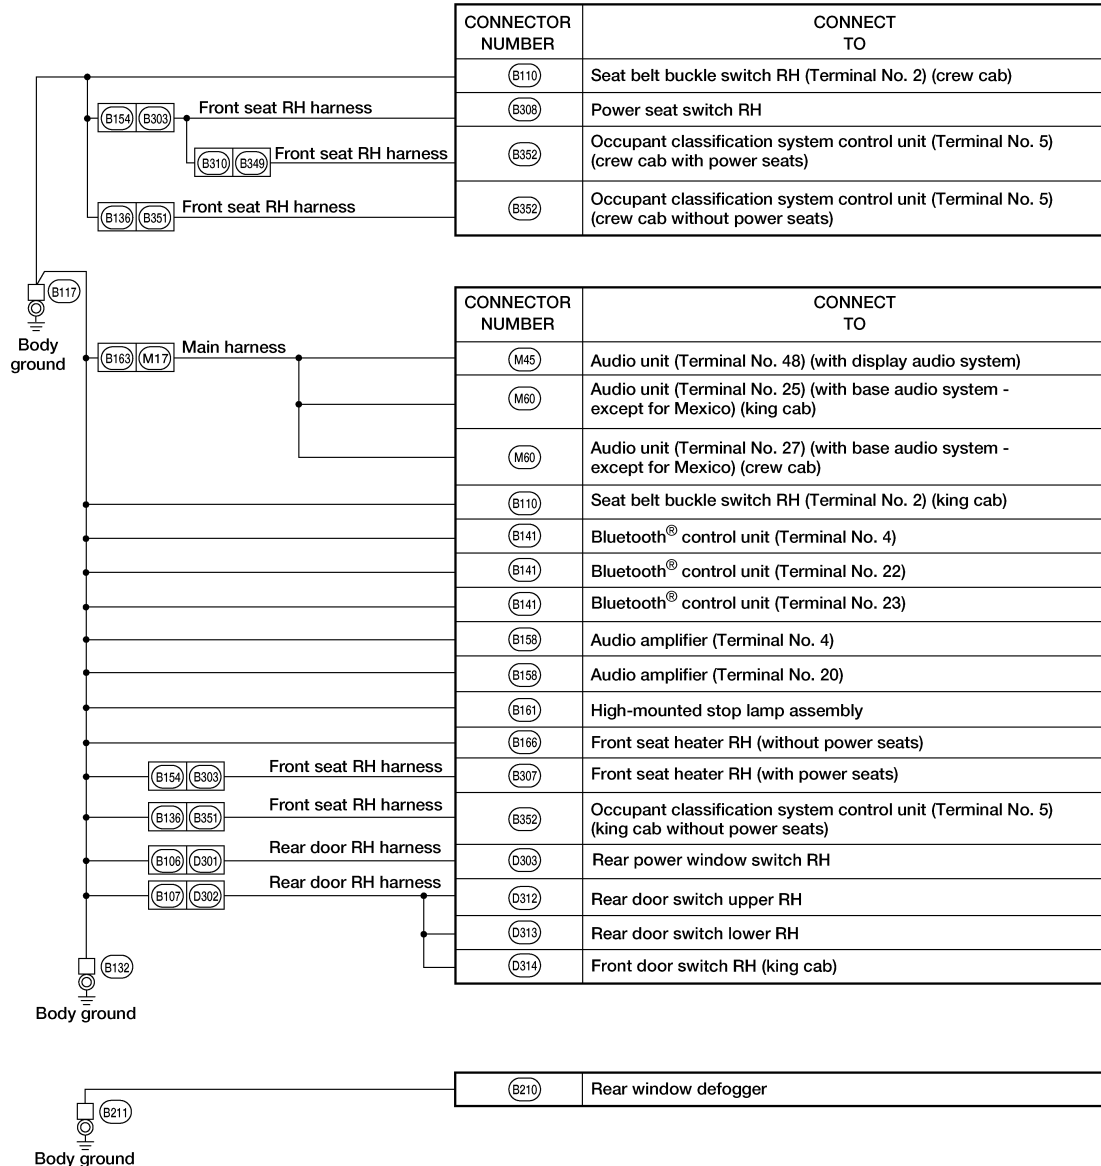 CONNECTOR NUMBER
CONNECT TO
B110 Seat belt buckle switch RH (Terminal No. 2) (crew cab)
B154 B303 Front seat RH harness B308 Power seat switch RH
B310 B349 Front seat RH harness B352 Occupant classification system control unit (Terminal No. 5)
(crew cab with power seats)
B136 B351 Front seat RH harness B352 Occupant classification system control unit (Terminal No. 5)
(crew cab without power seats)
B117
Body
ground
CONNECTOR NUMBER
CONNECT TO
B163 M17 Main harness M45 Audio unit (Terminal No. 48) (with display audio system)
M60 Audio unit (Terminal No. 25) (with base audio system -
except for Mexico) (king cab)
M60 Audio unit (Terminal No. 27) (with base audio system -
except for Mexico) (crew cab)
B110 Seat belt buckle switch RH (Terminal No. 2) (king cab)
B141 Bluetooth® control unit (Terminal No. 4)
B141 Bluetooth® control unit (Terminal No. 22)
B141 Bluetooth® control unit (Terminal No. 23)
B158 Audio amplifier (Terminal No. 4)
B158 Audio amplifier (Terminal No. 20)
B161 High-mounted stop lamp assembly
B166 Front seat heater RH (without power seats)
B154 B303 Front seat RH harness B307 Front seat heater RH (with power seats)
B136 B351 Front seat RH harness B352 Occupant classification system control unit (Terminal No. 5)
(king cab without power seats)
B106 D301 Rear door RH harness D303 Rear power window switch RH
B107 D302 Rear door RH harness D312 Rear door switch upper RH
D313 Rear door switch lower RH
D314 Front door switch RH (king cab)
B132
Body ground
B210 Rear window defogger
B211
Body ground